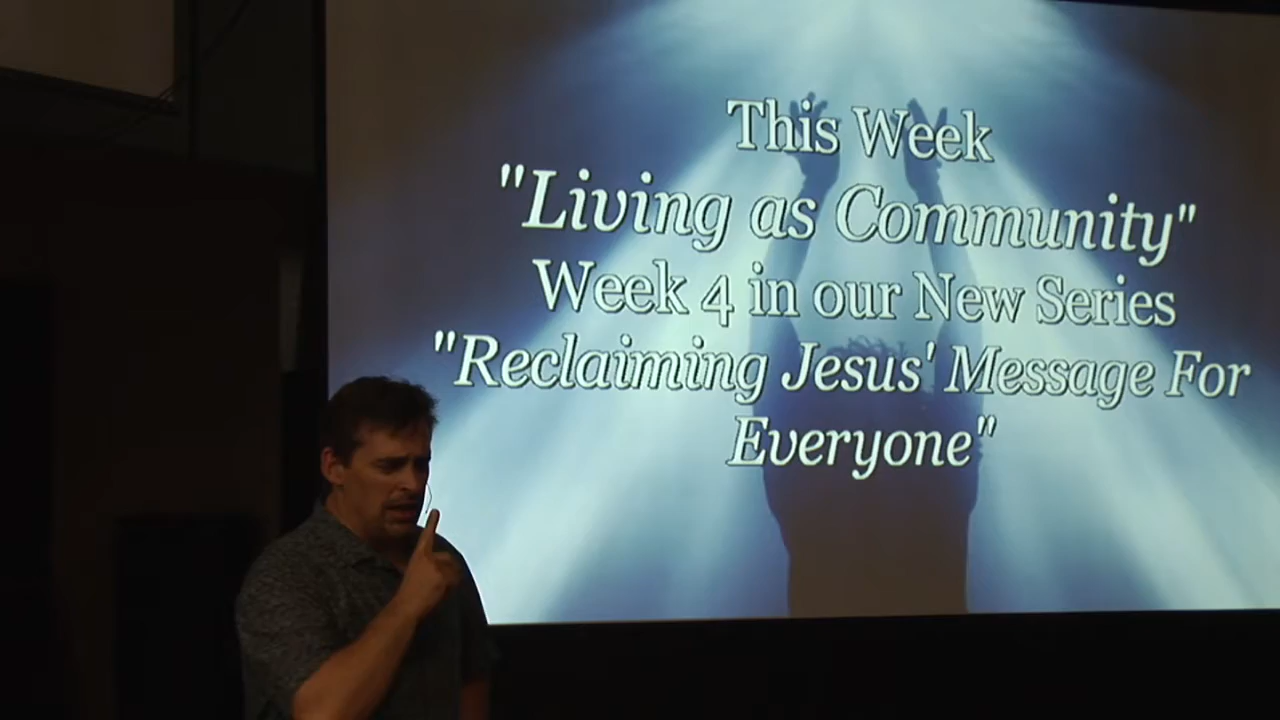 This Week
"Living as Community"
Week 4 in our New Series
"Reclaiming Jesus' Message For
Everyone"